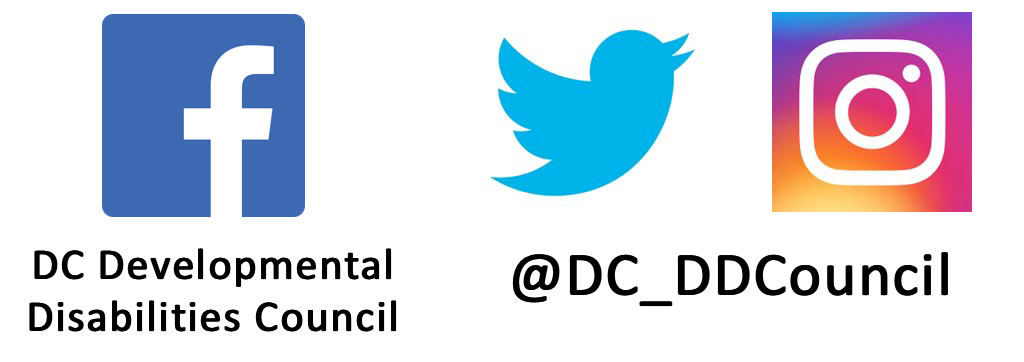 DC Developmental
Disabilities Council
@DC_DDCouncil